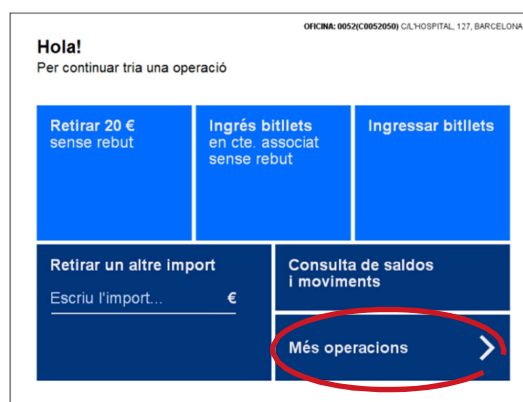 OFICINA: 0052(C0052050) C/L'HOSPITAL, 127, BARCELONA
Hola!
Per continuar tria una operació
Retirar 20 €
sense rebut
Ingrés bitllets
en cte. associat
sense rebut
Ingressar bitllets
Retirar un altre import
Escriu l'import... €
Consulta de saldos
i moviments
Més operacions